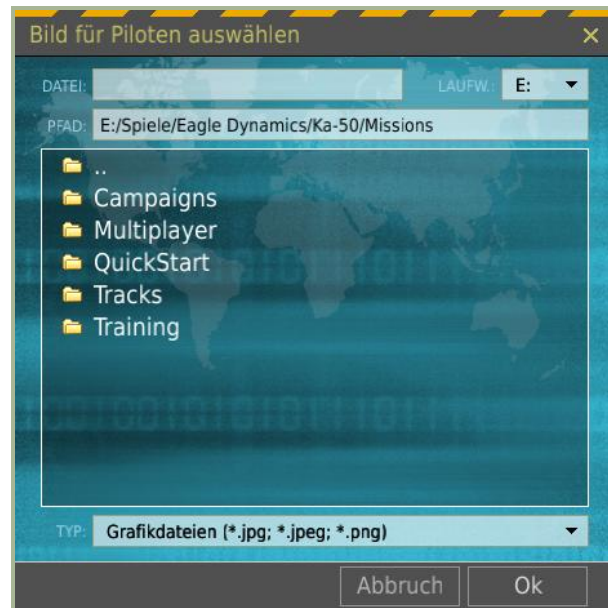 Bild für Piloten auswählen
DATEI: LAUFW.: E:
PFAD: E:/Spiele/Eagle Dynamics/Ka-50/Missions
..
Campaigns
Multiplayer
QuickStart
Tracks
Training
TYP: Grafikdateien (*.jpg; *.jpeg; *.png)
Abbruch Ok